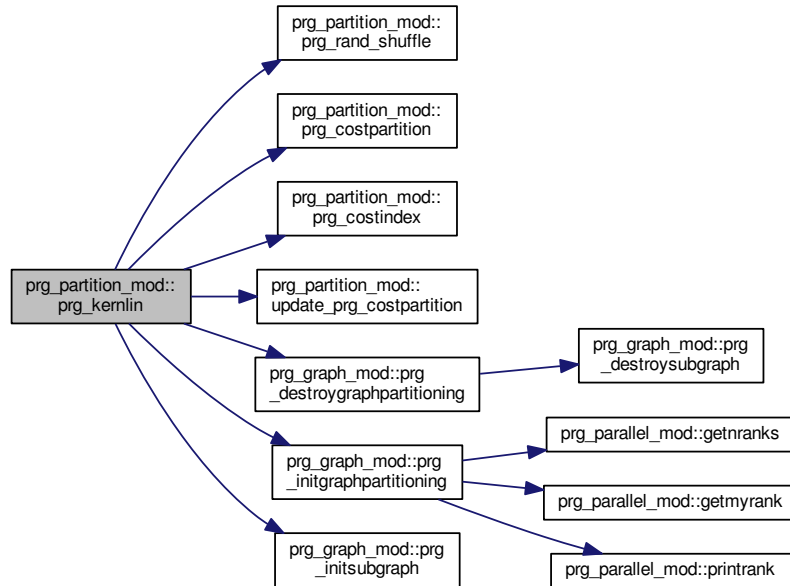 prg_partition_mod::
prg_rand_shuffle
prg_partition_mod::
prg_costpartition
prg_partition_mod::
prg_costindex
prg_partition_mod::
prg_kernlin
prg_partition_mod::
update_prg_costpartition
prg_graph_mod::prg
_destroygraphpartitioning
prg_graph_mod::prg
_destroysubgraph
prg_graph_mod::prg
_initgraphpartitioning
prg_parallel_mod::getnranks
prg_parallel_mod::getmyrank
prg_parallel_mod::printrank
prg_graph_mod::prg
_initsubgraph